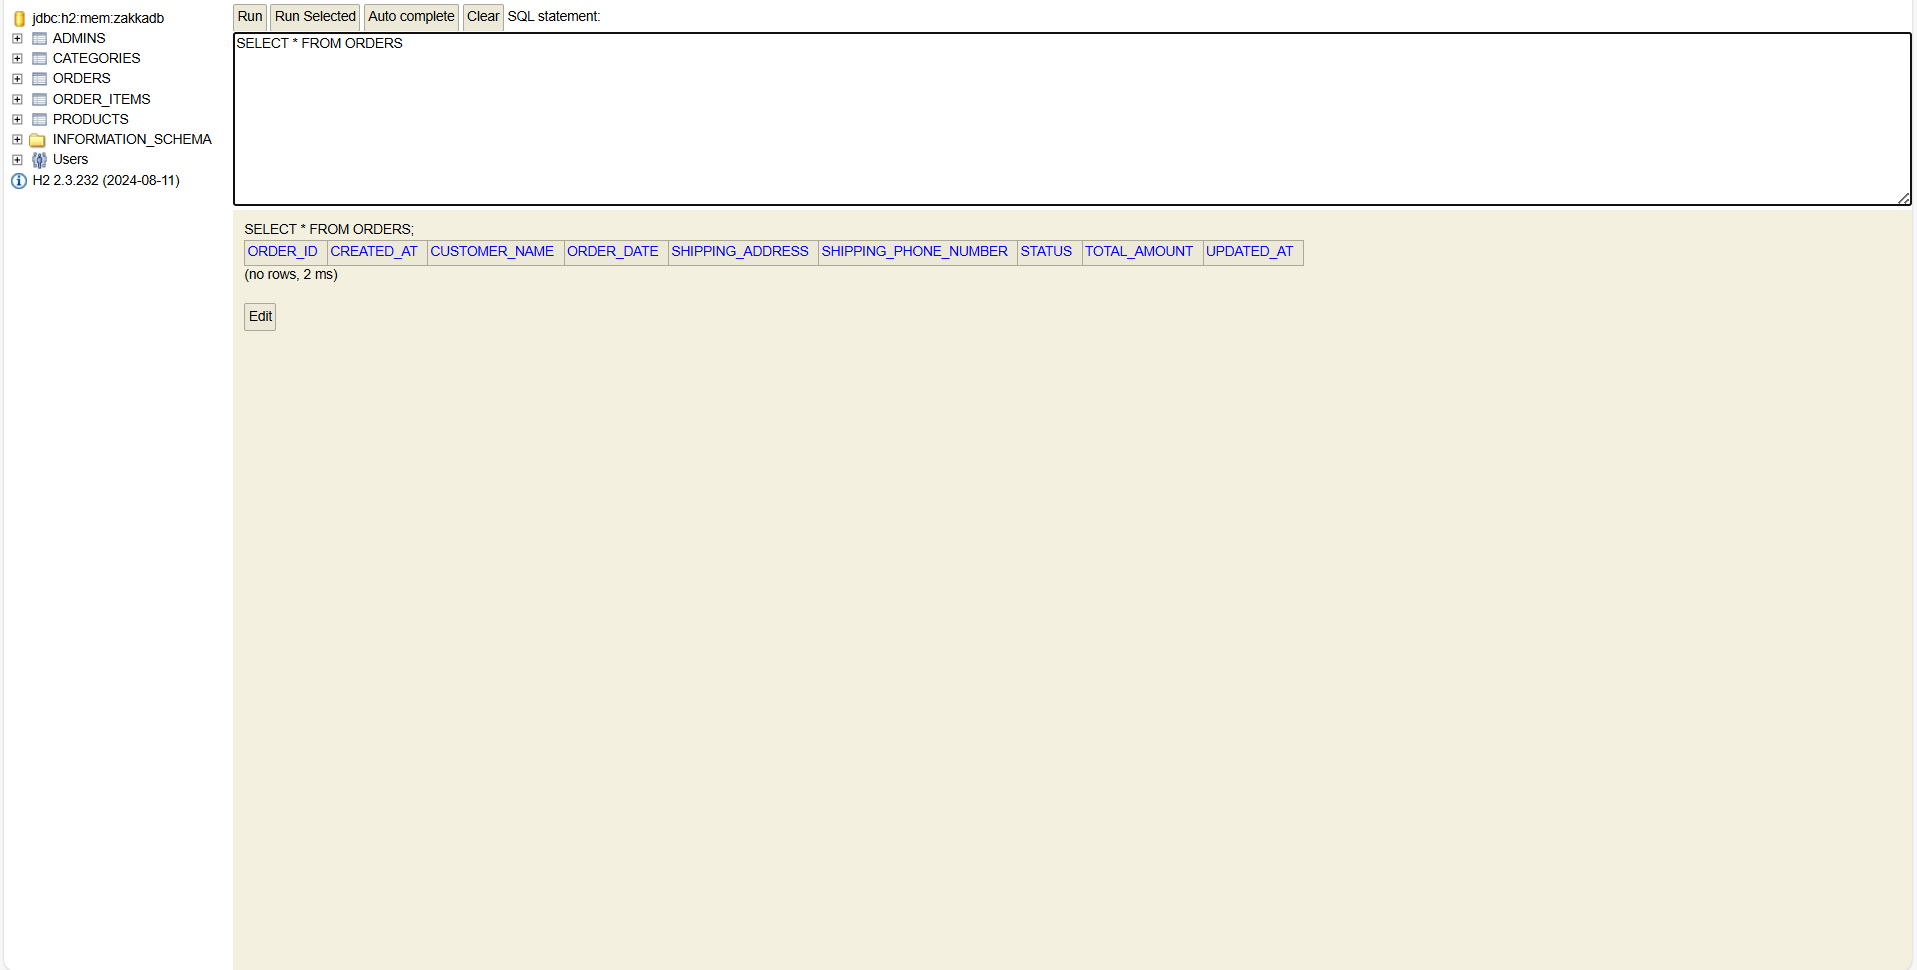 jdbc:h2:mem:zakkadb
ADMINS
CATEGORIES
ORDERS
ORDER_ITEMS
PRODUCTS
INFORMATION_SCHEMA
Users
H2 2.3.232 (2024-08-11)
Run Run Selected Auto complete Clear SQL statement:
SELECT * FROM ORDERS
SELECT * FROM ORDERS;
ORDER_ID CREATED_AT CUSTOMER_NAME ORDER_DATE SHIPPING_ADDRESS SHIPPING_PHONE_NUMBER STATUS TOTAL_AMOUNT UPDATED_AT
(no rows, 2 ms)
Edit